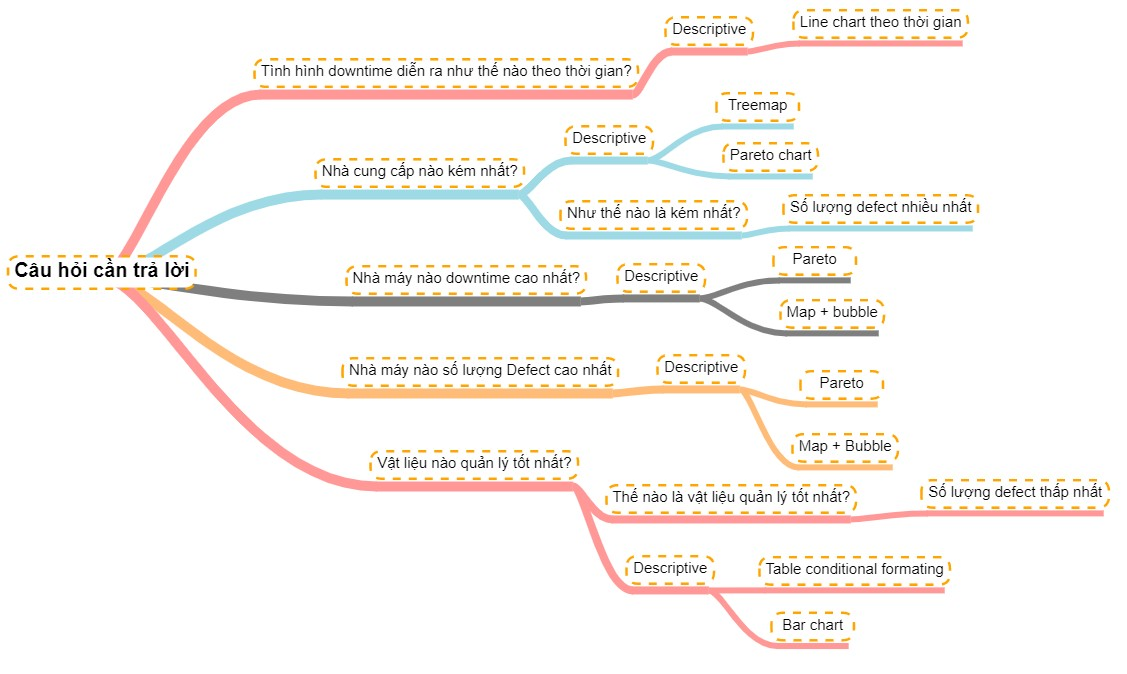 Câu hỏi cần trả lời
Tình hình downtime diễn ra như thế nào theo thời gian?
Descriptive
Line chart theo thời gian
Nhà cung cấp nào kém nhất?
Descriptive
Treemap
Pareto chart
Như thế nào là kém nhất?
Số lượng defect nhiều nhất
Nhà máy nào downtime cao nhất?
Descriptive
Pareto
Map + bubble
Nhà máy nào số lượng Defect cao nhất
Descriptive
Pareto
Map + Bubble
Vật liệu nào quản lý tốt nhất?
Thế nào là vật liệu quản lý tốt nhất?
Số lượng defect thấp nhất
Descriptive
Table conditional formating
Bar chart